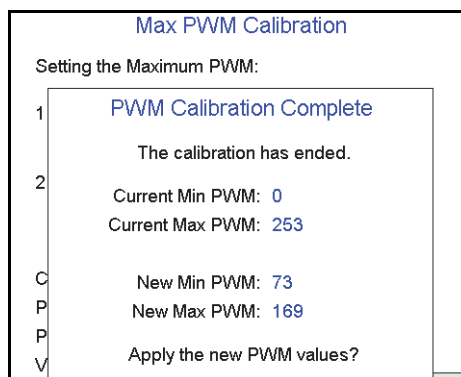 Max PWM Calibration
Setting the Maximum PWM:
1
PWM Calibration Complete
The calibration has ended.
2
Current Min PWM: 0
Current Max PWM: 253
C
New Min PWM: 73
P
New Max PWM: 169
P
Apply the new PWM values?
V